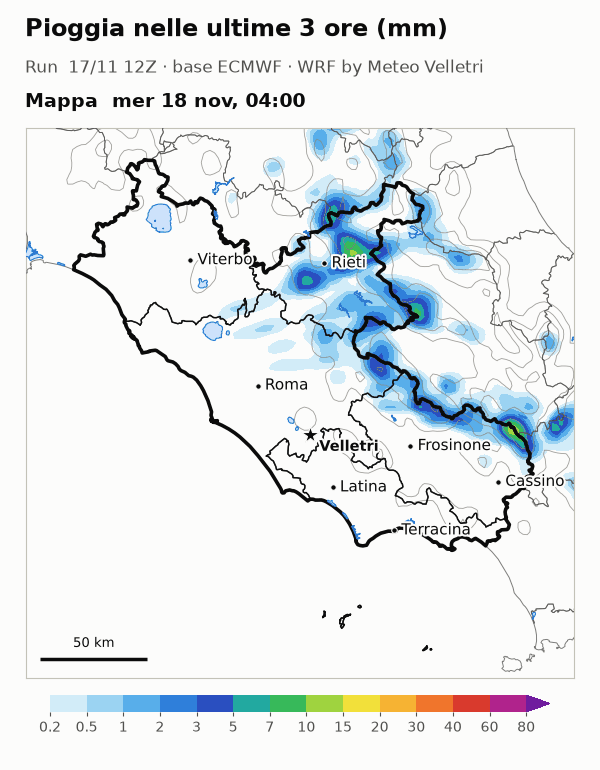 Pioggia nelle ultime 3 ore (mm)
Run  17/11 12Z · base ECMWF · WRF by Meteo Velletri
Mappa  mer 18 nov, 04:00
Viterbo
Rieti
Roma
Velletri
Frosinone
Latina
Cassino
Terracina
50 km
0.2 0.5 1 2 3 5 7 10 15 20 30 40 60 80